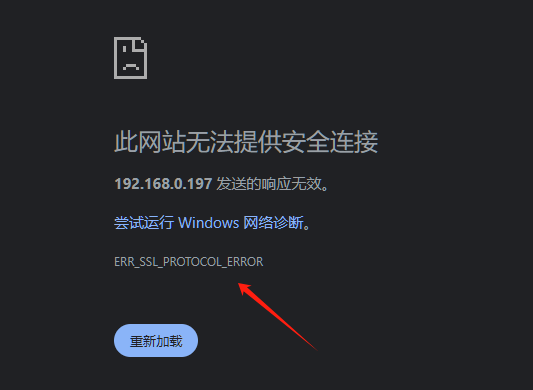 此网站无法提供安全连接
192.168.0.197 发送的响应无效。
尝试运行 Windows 网络诊断。
ERR_SSL_PROTOCOL_ERROR
重新加载